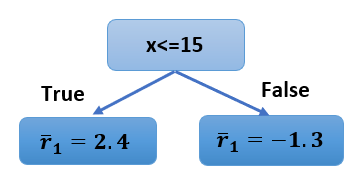 x<=15
True
False
r̄₁ = 2.4
r̄₁ = −1.3